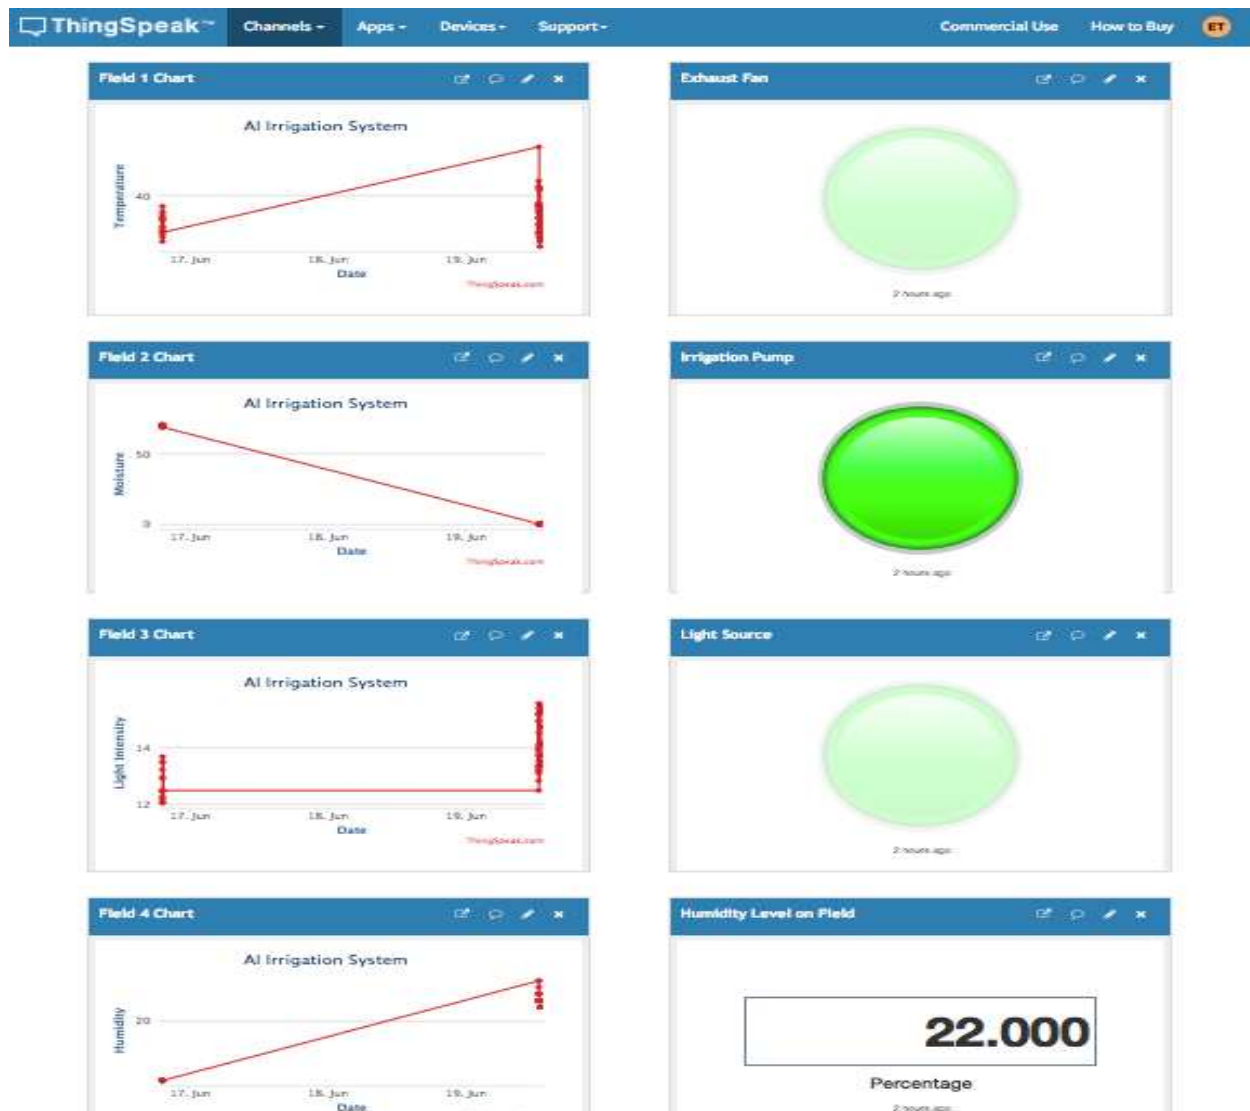 ThingSpeak™ Channels Apps Devices Support Commercial Use How to Buy ET
Field 1 Chart
AI Irrigation System
Temperature
40
17. Jun 18. Jun 19. Jun
Date
ThingSpeak.com
Exhaust Fan
2 hours ago
Field 2 Chart
AI Irrigation System
Moisture
50
17. Jun 18. Jun 19. Jun
Date
ThingSpeak.com
Irrigation Pump
2 hours ago
Field 3 Chart
AI Irrigation System
Light Intensity
14
12
17. Jun 18. Jun 19. Jun
Date
ThingSpeak.com
Light Source
2 hours ago
Field 4 Chart
AI Irrigation System
Humidity
20
17. Jun 18. Jun 19. Jun
Date
Humidity Level on Field
22.000
Percentage
2 hours ago